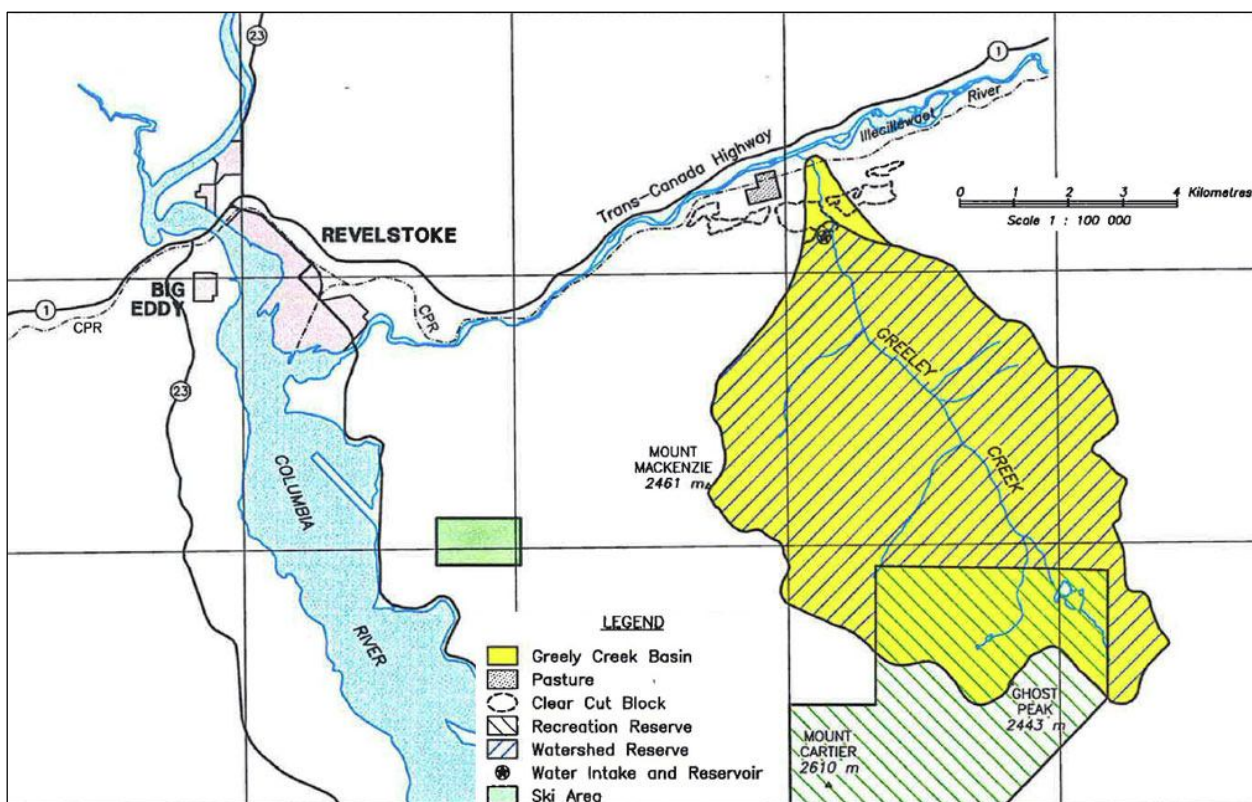 23
1
River
Illecillewaet
Trans-Canada Highway
0 1 2 3 4 Kilometres
Scale 1 : 100 000
REVELSTOKE
BIG
EDDY
1
CPR
CPR
23
GREELEY
CREEK
MOUNT
MACKENZIE
2461 m
COLUMBIA
RIVER
LEGEND
Greely Creek Basin
Pasture
Clear Cut Block
Recreation Reserve
Watershed Reserve
Water Intake and Reservoir
Ski Area
GHOST
PEAK
2443 m
MOUNT
CARTIER
2610 m